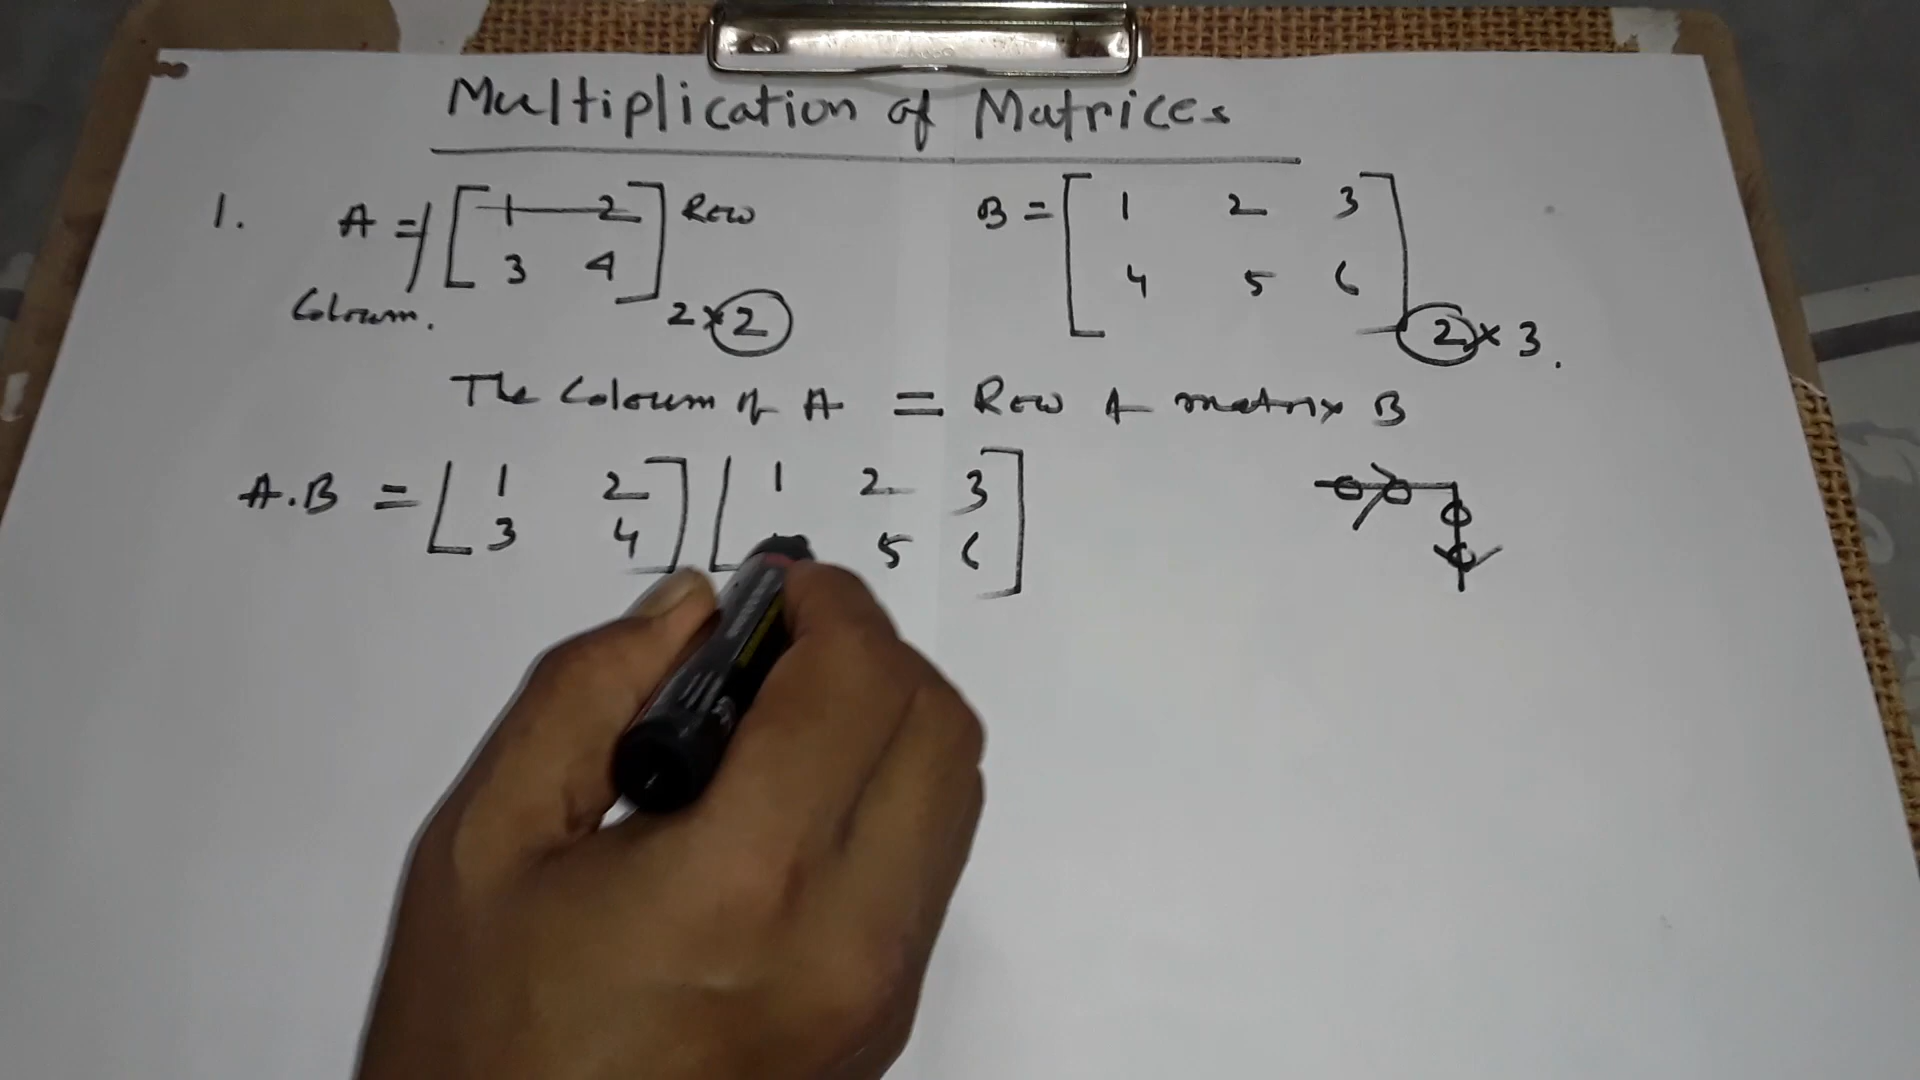 Multiplication of Matrices
1. A = [ 1 2 ] Row B = [ 1 2 3
3 4 4 5 6 ]
Coloum. 2 × 2 2 × 3.
The Coloum of A = Row of matrix B
A.B = [ 1 2 ] [ 1 2 3 ]
3 4 5 6